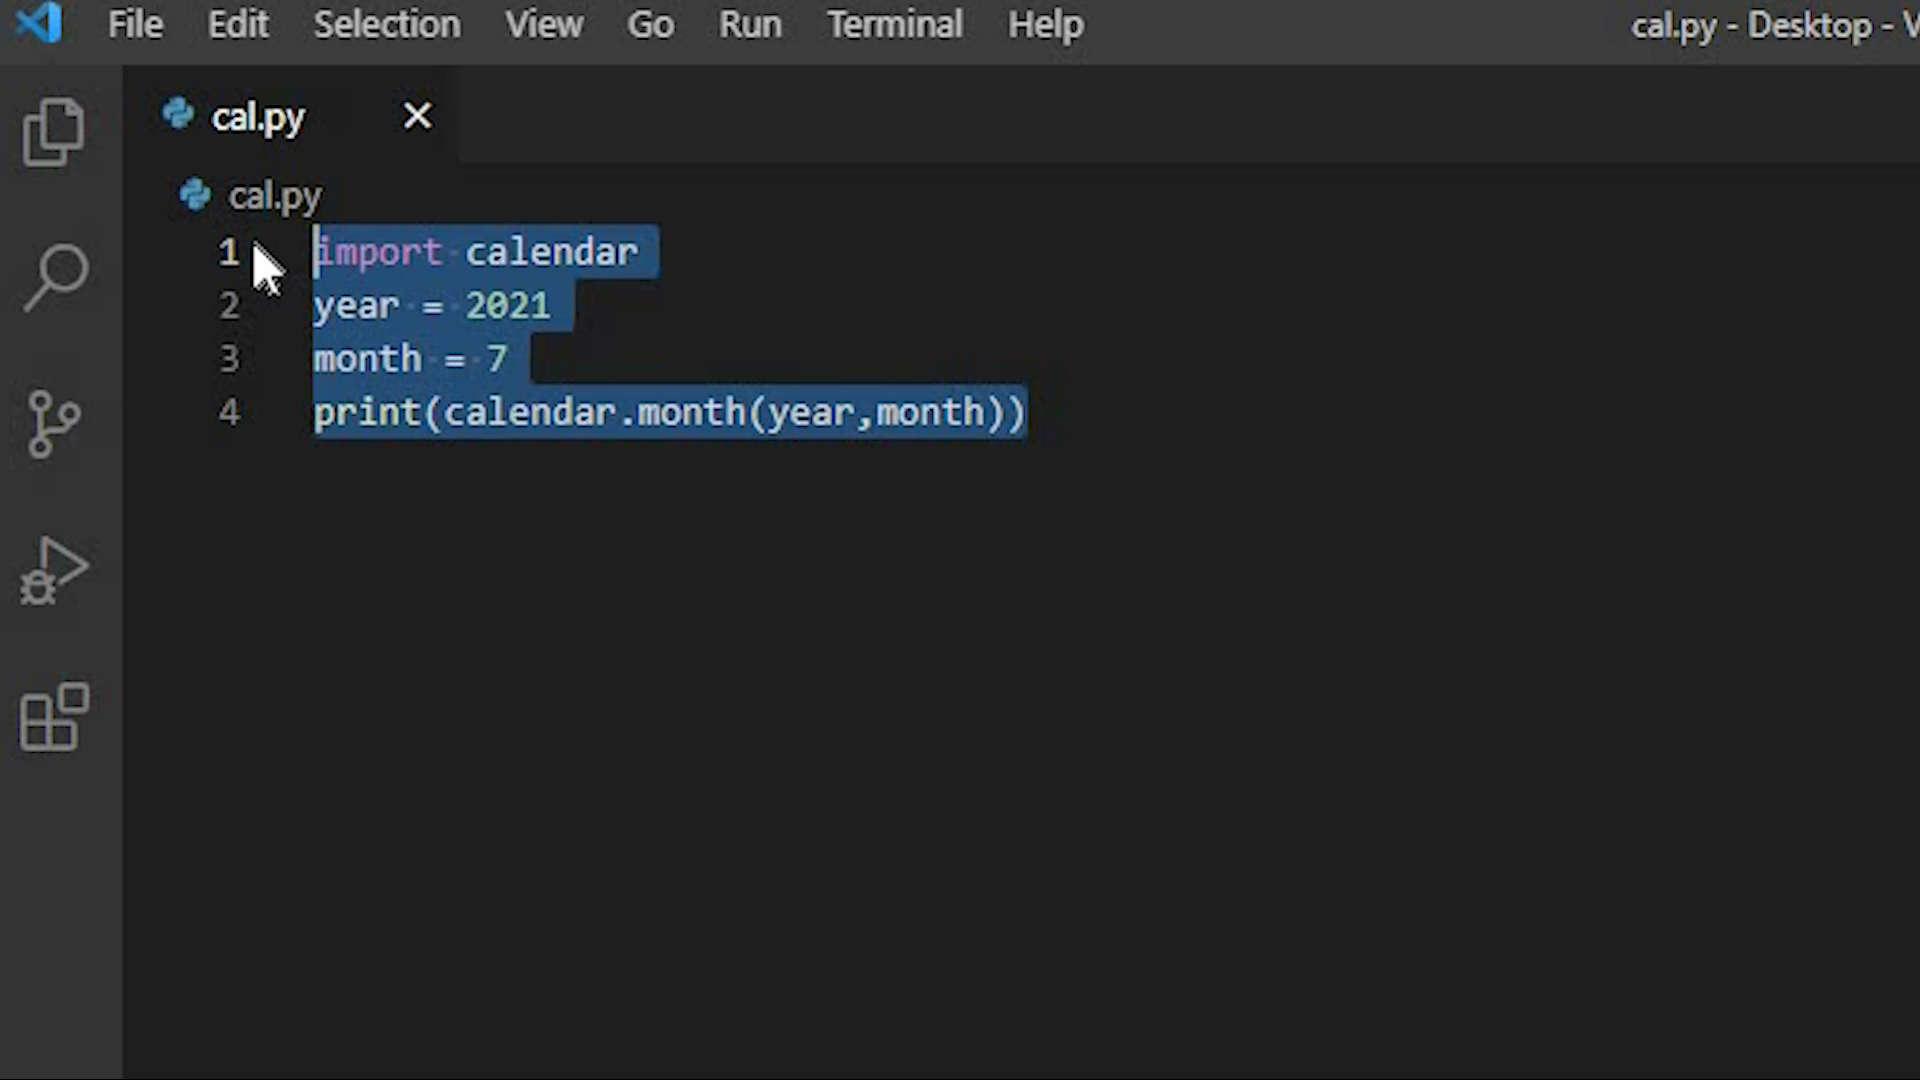 File Edit Selection View Go Run Terminal Help cal.py - Desktop -
cal.py
cal.py
1 import calendar
2 year = 2021
3 month = 7
4 print(calendar.month(year,month))